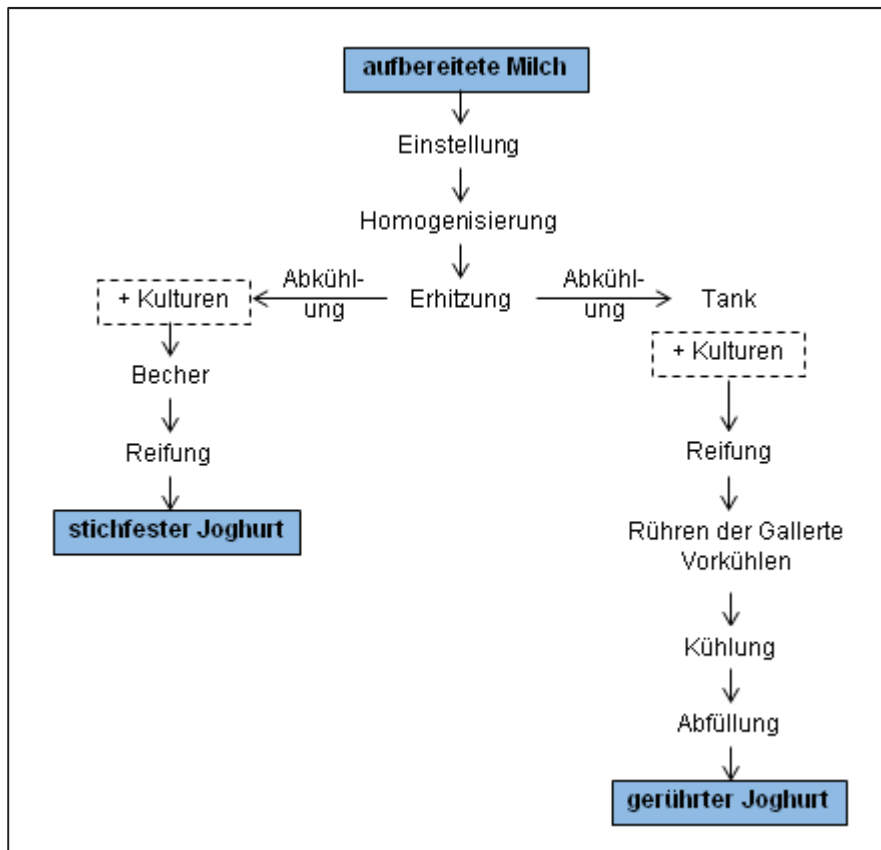 aufbereitete Milch
Einstellung
Homogenisierung
Abkühl-
ung
Erhitzung
Abkühl-
ung
+ Kulturen
Becher
Reifung
stichfester Joghurt
Tank
+ Kulturen
Reifung
Rühren der Gallerte
Vorkühlen
Kühlung
Abfüllung
gerührter Joghurt